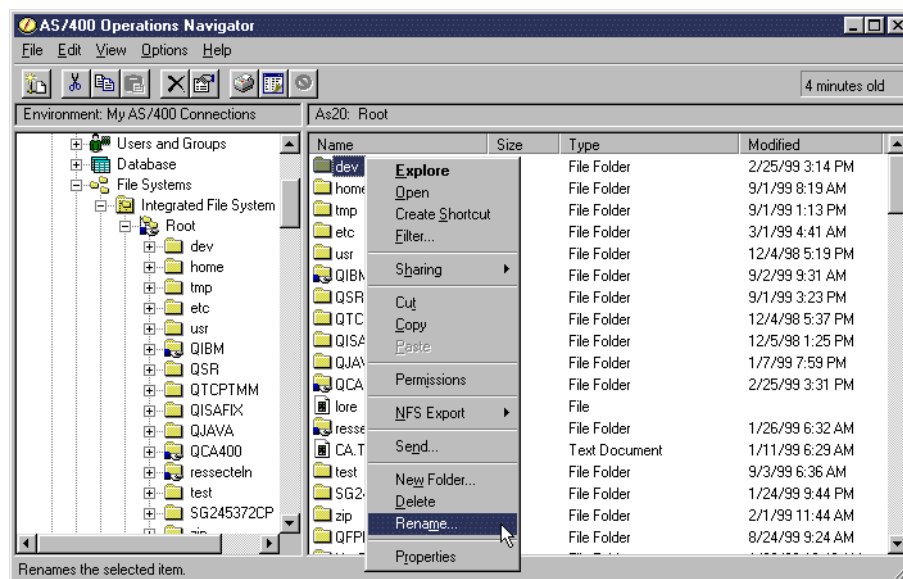 AS/400 Operations Navigator
File Edit View Options Help
4 minutes old
Environment: My AS/400 Connections
As20: Root
Users and Groups
Database
File Systems
Integrated File System
Root
dev
home
tmp
etc
usr
QIBM
QSR
QTCPTMM
QISAFIX
QJAVA
QCA400
ressecteln
test
SG245372CP
zip
Name Size Type Modified
dev File Folder 2/25/99 3:14 PM
home File Folder 9/1/99 8:19 AM
tmp File Folder 9/1/99 1:13 PM
etc File Folder 3/1/99 4:41 AM
usr File Folder 12/4/98 5:19 PM
QIBM File Folder 9/2/99 9:31 AM
QSR File Folder 9/1/99 3:23 PM
QTC File Folder 12/4/98 5:37 PM
QISA File Folder 12/5/98 1:25 PM
QJAV File Folder 1/7/99 7:59 PM
QCA File Folder 2/25/99 3:31 PM
lore File
resse File Folder 1/26/99 6:32 AM
CA.T Text Document 1/11/99 6:29 AM
test File Folder 9/3/99 6:36 AM
SG2 File Folder 1/24/99 9:44 PM
zip File Folder 2/1/99 11:44 AM
QFPI File Folder 8/24/99 9:24 AM
Explore
Open
Create Shortcut
Filter...
Sharing
Cut
Copy
Paste
Permissions
NFS Export
Send...
New Folder...
Delete
Rename...
Properties
Renames the selected item.